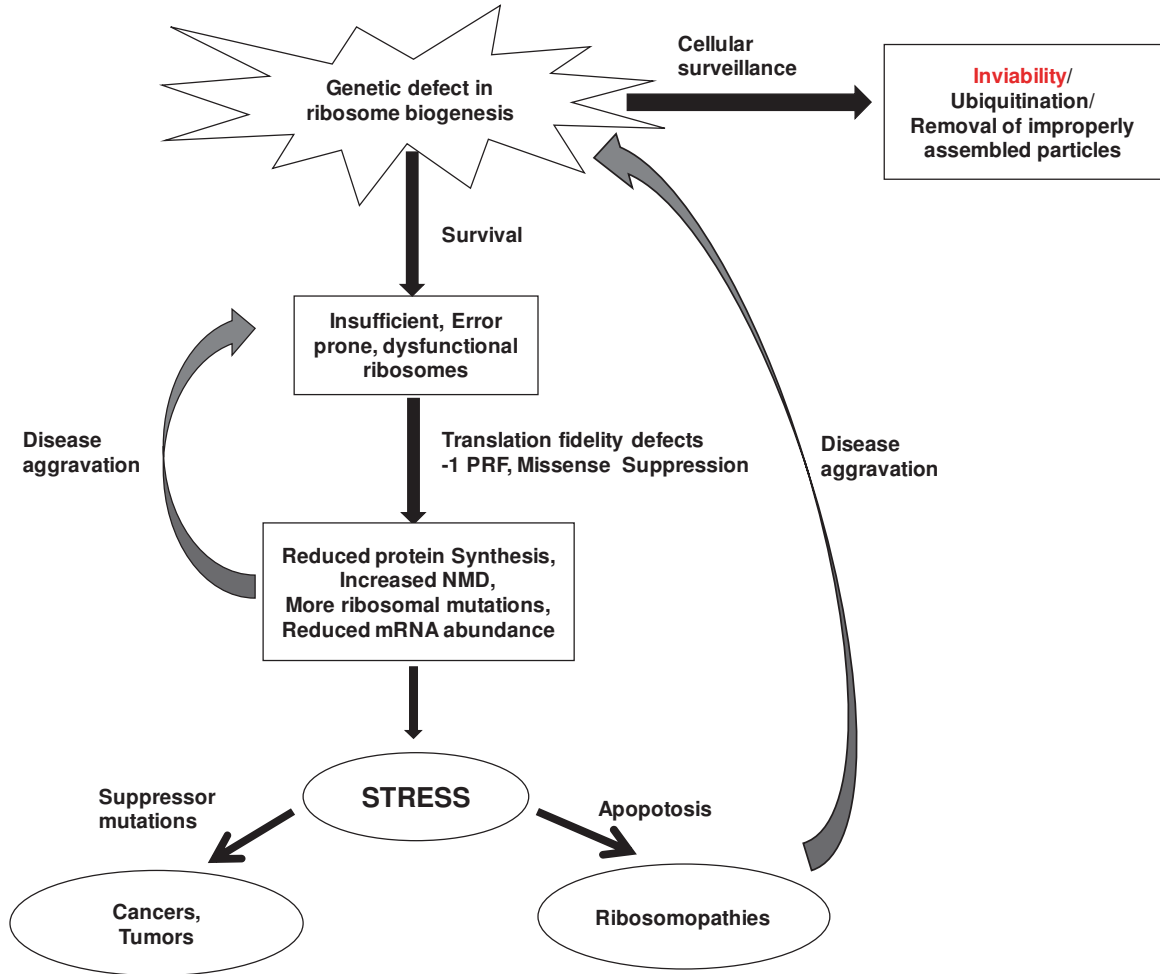 Genetic defect in
ribosome biogenesis
Cellular
surveillance
Inviability/
Ubiquitination/
Removal of improperly
assembled particles
Survival
Insufficient, Error
prone, dysfunctional
ribosomes
Disease
aggravation
Translation fidelity defects
-1 PRF, Missense Suppression
Disease
aggravation
Reduced protein Synthesis,
Increased NMD,
More ribosomal mutations,
Reduced mRNA abundance
STRESS
Suppressor
mutations
Apopotosis
Cancers,
Tumors
Ribosomopathies